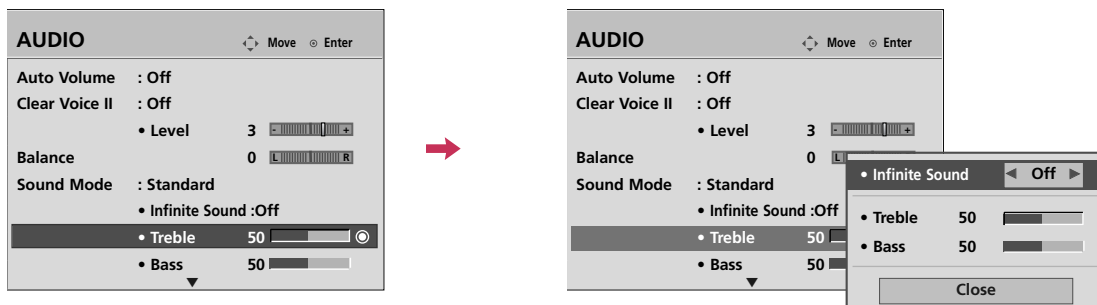 AUDIO Move Enter
Auto Volume : Off
Clear Voice II : Off
• Level 3 - +
Balance 0 L R
Sound Mode : Standard
• Infinite Sound :Off
• Treble 50
• Bass 50
AUDIO Move Enter
Auto Volume : Off
Clear Voice II : Off
• Level 3 - +
Balance 0 L
Sound Mode : Standard
• Infinite Sound :Off
• Treble 50
• Bass 50
• Infinite Sound ◀ Off ▶
• Treble 50
• Bass 50
Close